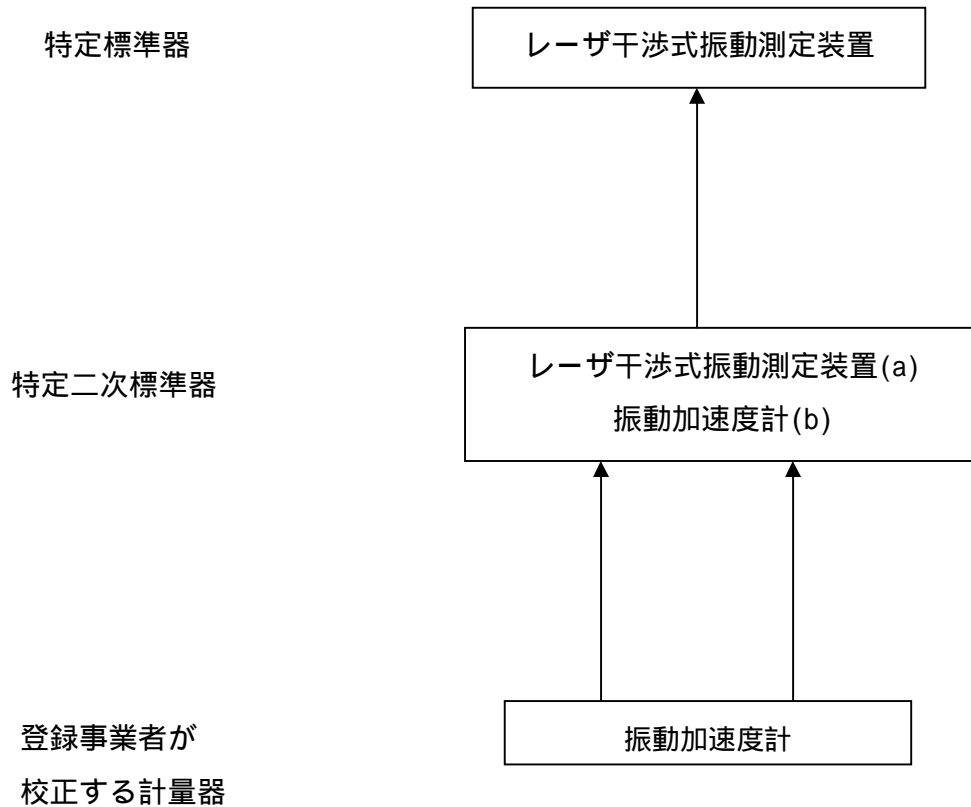 特定標準器
レーザ干渉式振動測定装置
特定二次標準器
レーザ干渉式振動測定装置(a)
振動加速度計(b)
登録事業者が
校正する計量器
振動加速度計